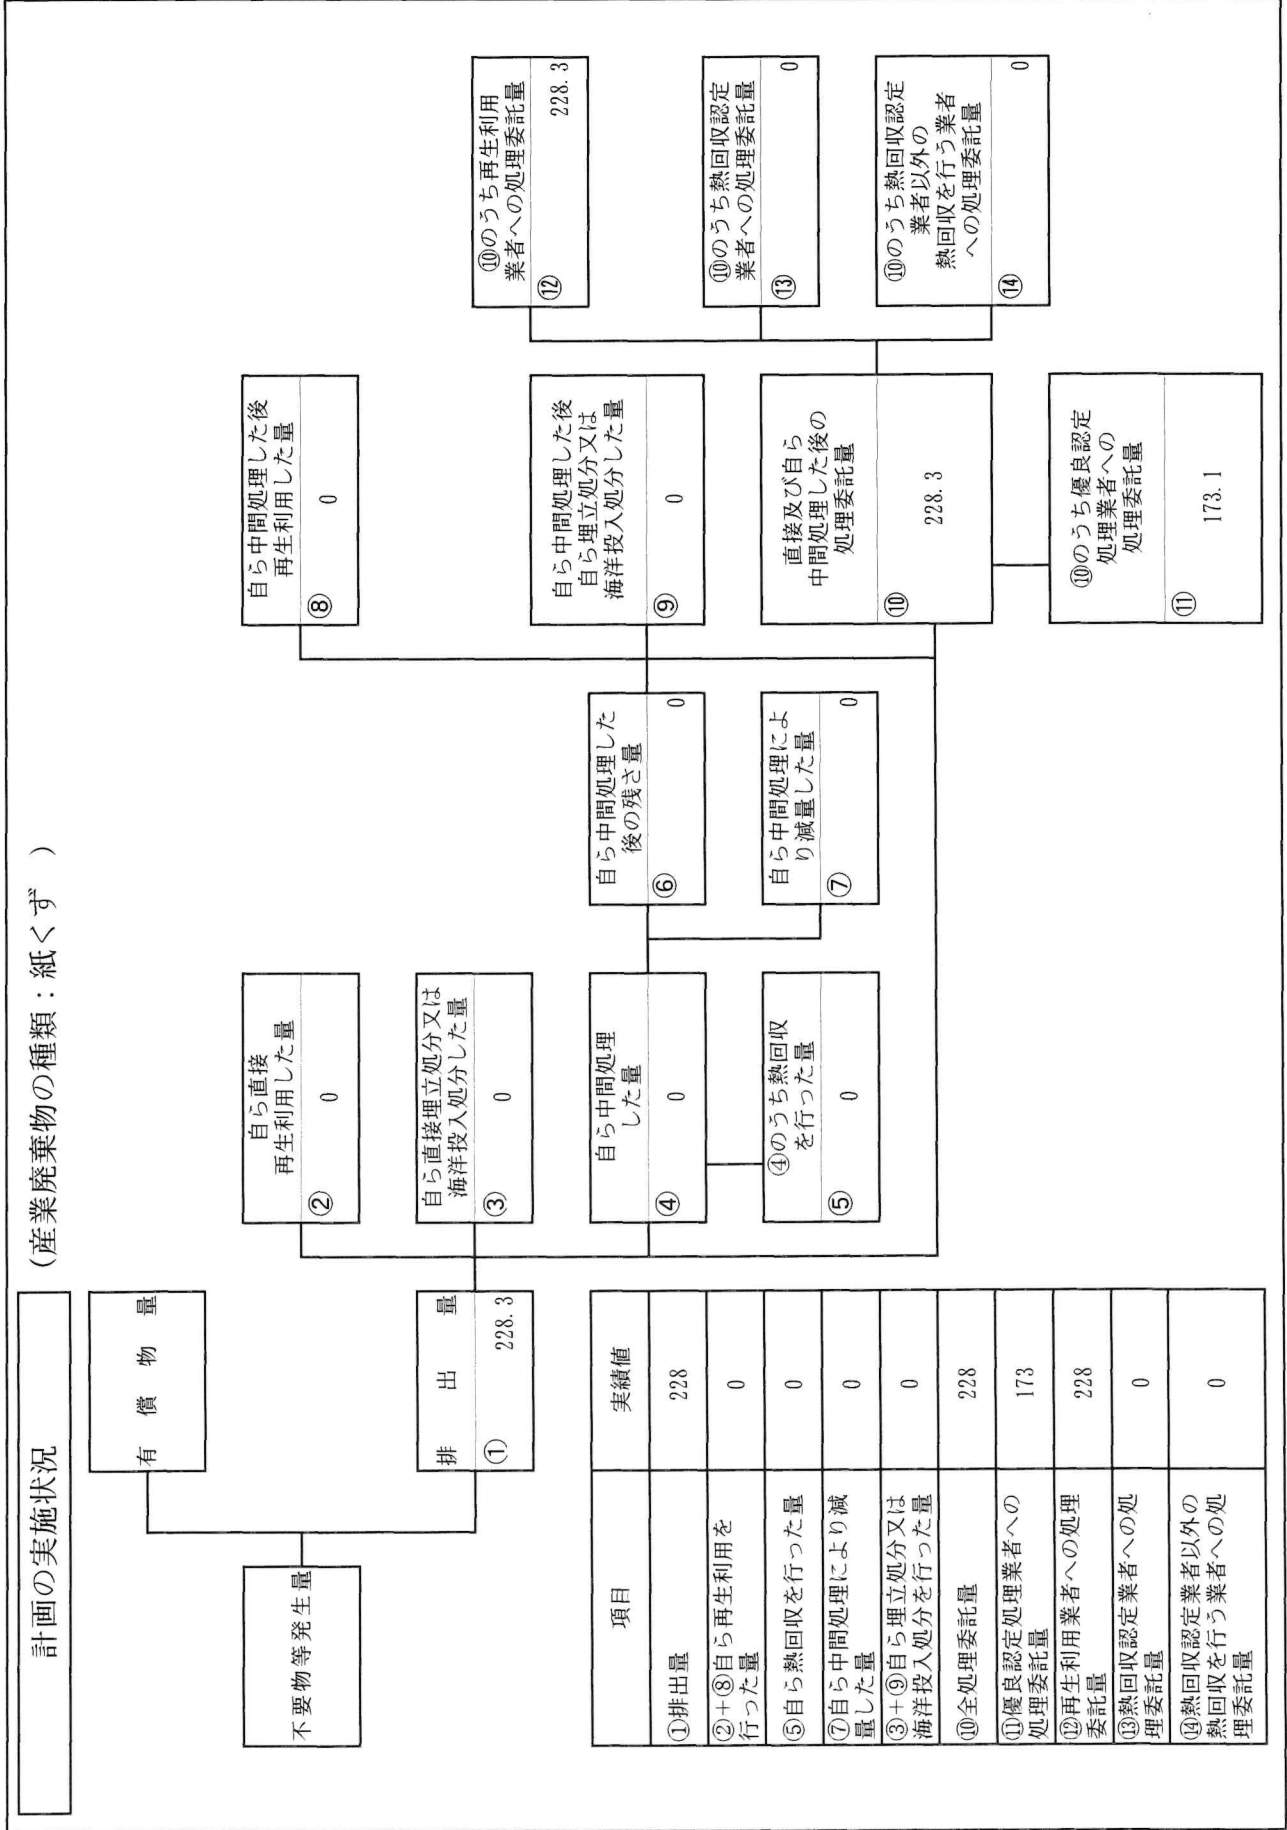 計画の実施状況
(産業廃棄物の種類：紙くず )
不要物等発生量
有償物量
排出量
① 228.3
自ら直接
再生利用した量
② 0
自ら直接埋立処分又は
海洋投入処分した量
③ 0
自ら中間処理
した量
④ 0
④のうち熱回収
を行った量
⑤ 0
自ら中間処理した
後の残さ量
⑥ 0
自ら中間処理によ
り減量した量
⑦ 0
自ら中間処理した後
再生利用した量
⑧ 0
自ら中間処理した後
自ら埋立処分又は
海洋投入処分した量
⑨ 0
直接及び自ら
中間処理した後の
処理委託量
⑩ 228.3
⑩のうち優良認定
処理業者への
処理委託量
⑪ 173.1
⑩のうち再生利用
業者への処理委託量
⑫ 228.3
⑩のうち熱回収認定
業者への処理委託量
⑬ 0
⑩のうち熱回収認定
業者以外の
熱回収を行う業者
への処理委託量
⑭ 0
項目 実績値
①排出量 228
②+⑧自ら再生利用を
行った量 0
⑤自ら熱回収を行った量 0
⑦自ら中間処理により減
量した量 0
③+⑨自ら埋立処分又は
海洋投入処分を行った量 0
⑩全処理委託量 228
⑪優良認定処理業者への
処理委託量 173
⑫再生利用業者への処理
委託量 228
⑬熱回収認定業者への処
理委託量 0
⑭熱回収認定業者以外の
熱回収を行う業者への処
理委託量 0